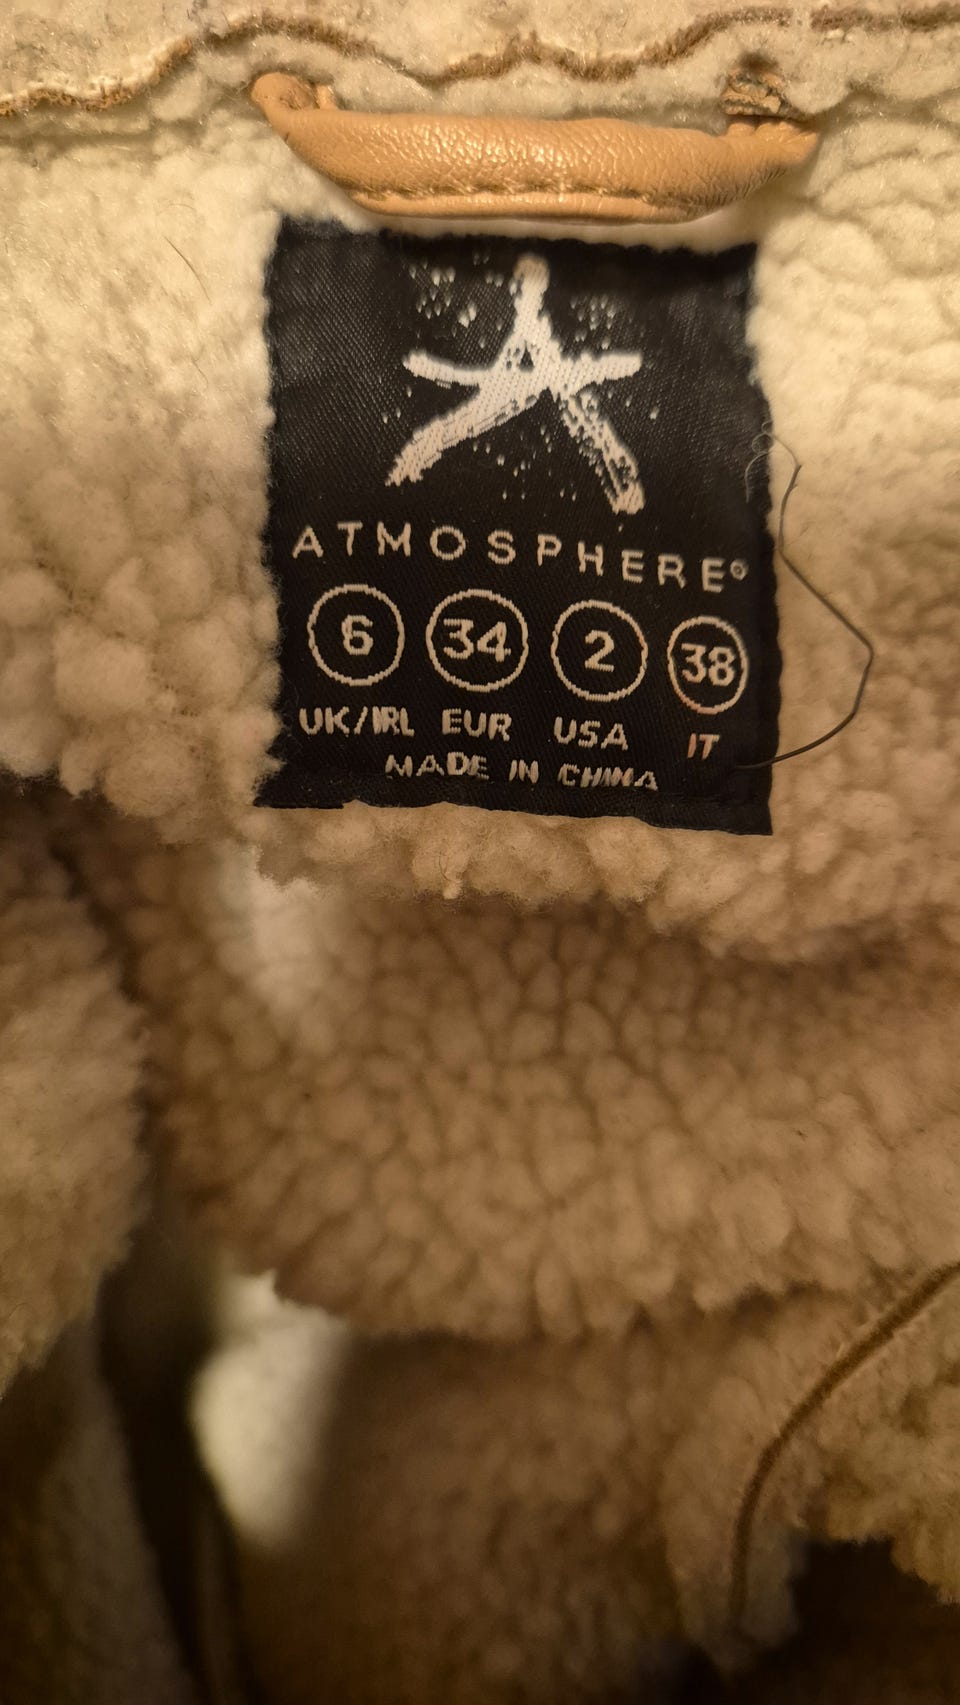 ATMOSPHERE®
6 34 2 38
UK/IRL EUR USA IT
MADE IN CHINA